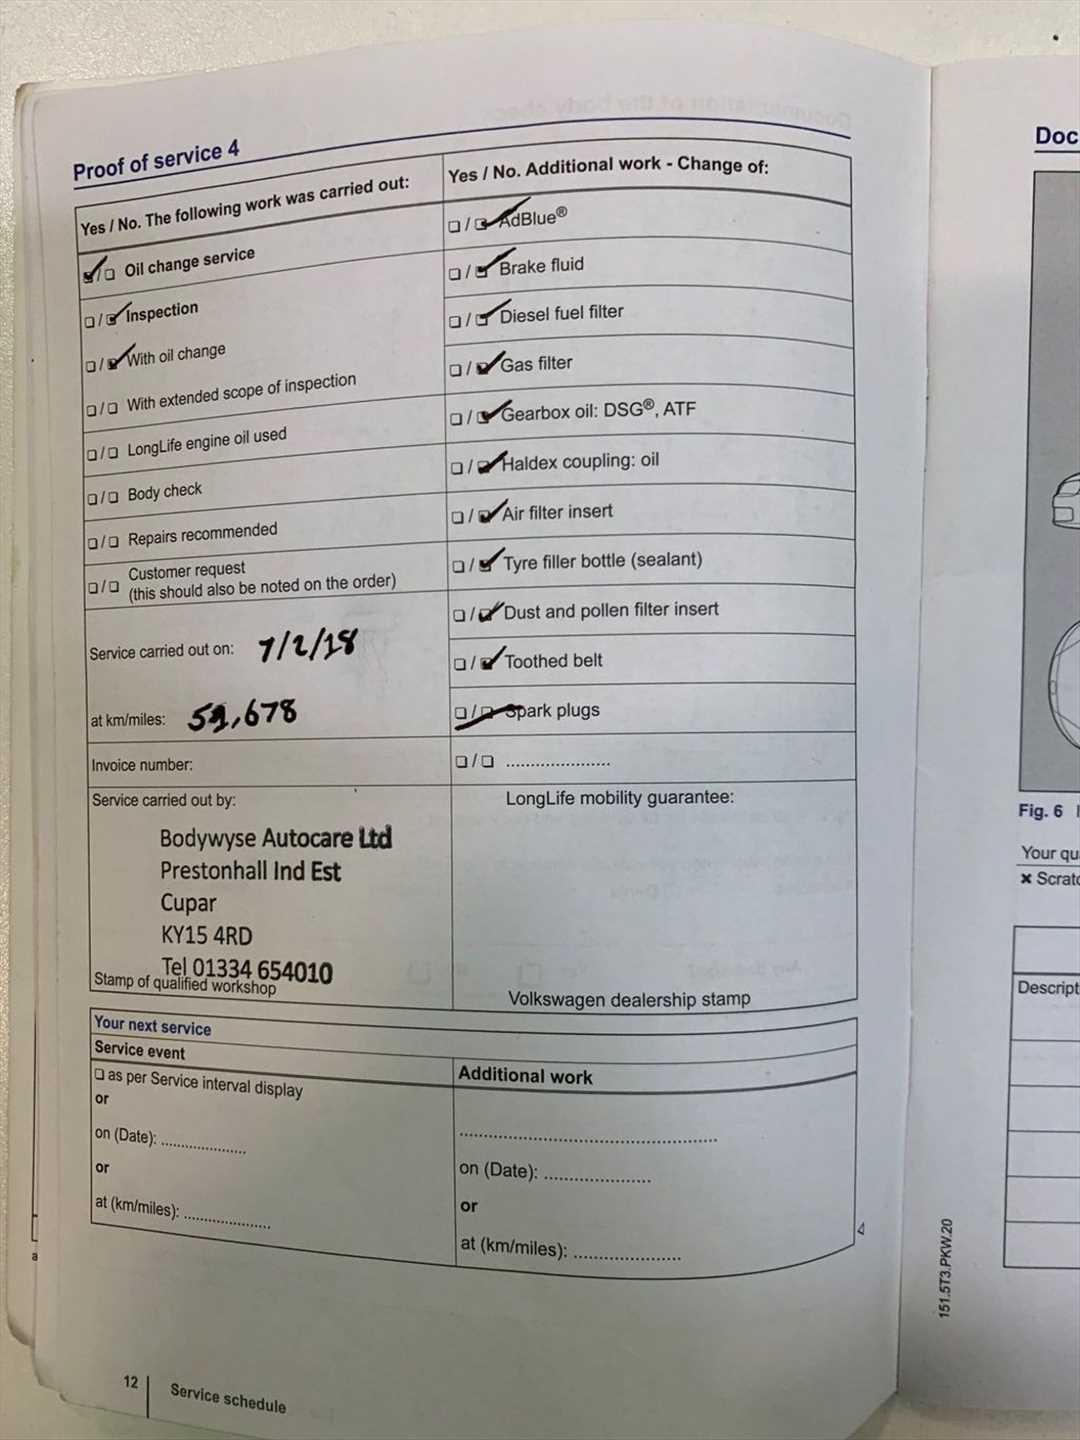 Proof of service 4
Yes / No. The following work was carried out:
Oil change service
Inspection
With oil change
With extended scope of inspection
LongLife engine oil used
Body check
Repairs recommended
Customer request
(this should also be noted on the order)
Service carried out on: 7/2/18
at km/miles:
Invoice number:
Service carried out by:
Bodywyse Autocare Ltd
Prestonhall Ind Est
Cupar
KY15 4RD
Tel 01334 654010
Stamp of qualified workshop
Yes / No. Additional work - Change of:
AdBlue®
Brake fluid
Diesel fuel filter
Gas filter
Gearbox oil: DSG®, ATF
Haldex coupling: oil
Air filter insert
Tyre filler bottle (sealant)
Dust and pollen filter insert
Toothed belt
Spark plugs
.....................
LongLife mobility guarantee:
Volkswagen dealership stamp
Your next service
Service event
as per Service interval display
or
on (Date): .....................
or
at (km/miles): .....................
Additional work
on (Date): .....................
or
at (km/miles): .....................
12
Service schedule
151.5T3.PKW.20
Doc
Fig. 6
Your qu
× Scratc
Descript